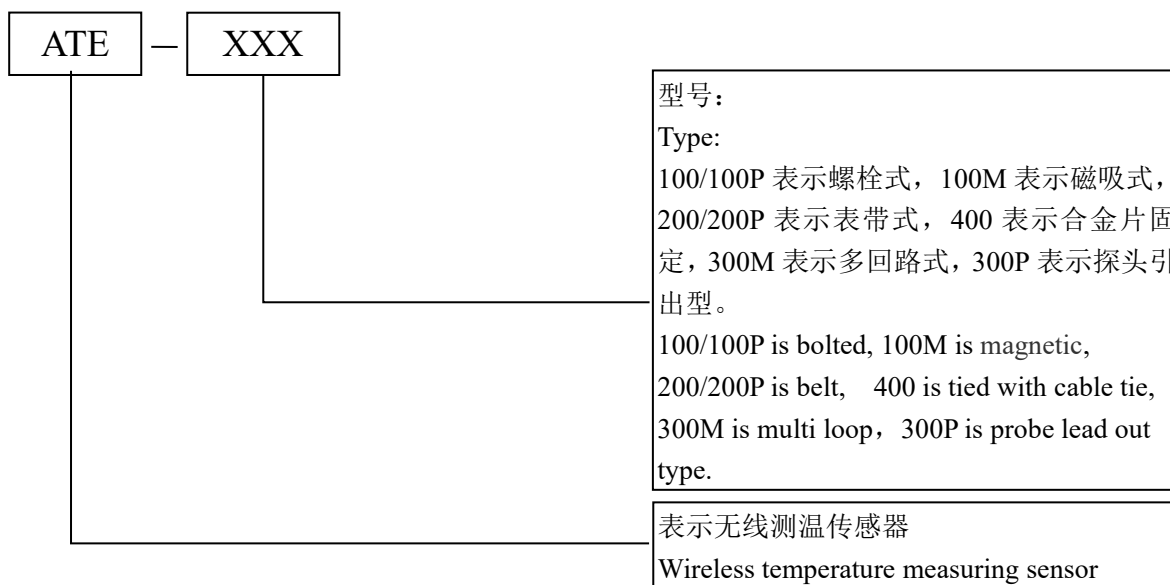 ATE — XXX
型号：
Type:
100/100P 表示螺栓式，100M 表示磁吸式，
200/200P 表示表带式，400 表示合金片固
定，300M 表示多回路式，300P 表示探头引
出型。
100/100P is bolted, 100M is magnetic,
200/200P is belt, 400 is tied with cable tie,
300M is multi loop，300P is probe lead out
type.
表示无线测温传感器
Wireless temperature measuring sensor